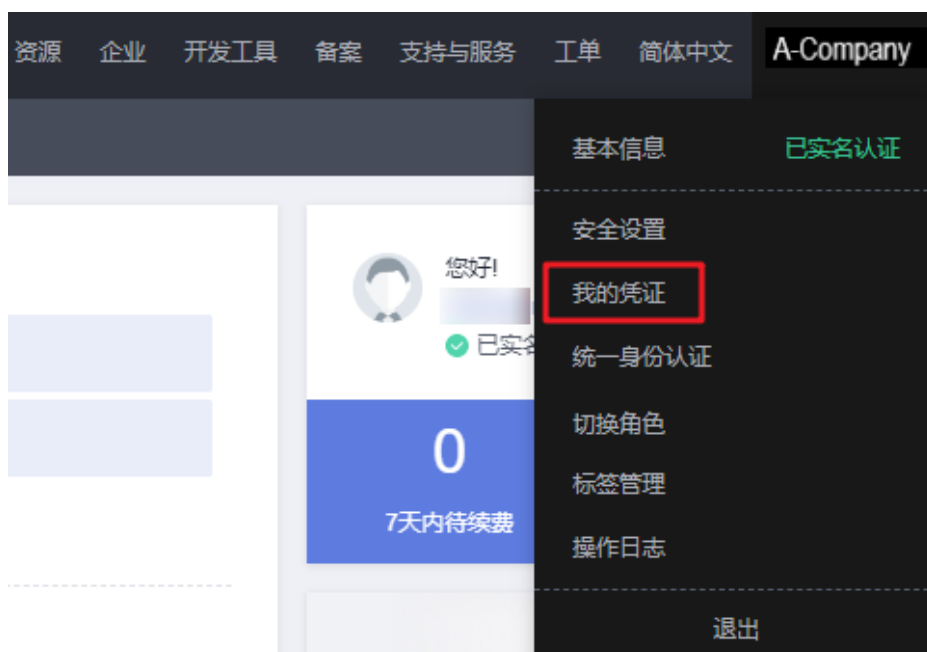 资源 企业 开发工具 备案 支持与服务 工单 简体中文 A-Company
基本信息 已实名认证
安全设置
您好!
我的凭证
已实名
统一身份认证
切换角色
0
标签管理
7天内待续费
操作日志
退出